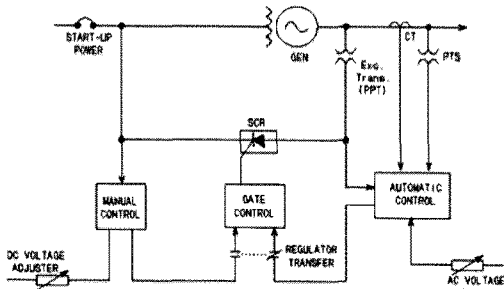 START-UP
POWER
GEN
CT
PTS
Exc.
Trans.
(PPT)
SCR
MANUAL
CONTROL
GATE
CONTROL
AUTOMATIC
CONTROL
DC VOLTAGE
ADJUSTER
REGULATOR
TRANSFER
AC VOLTAGE